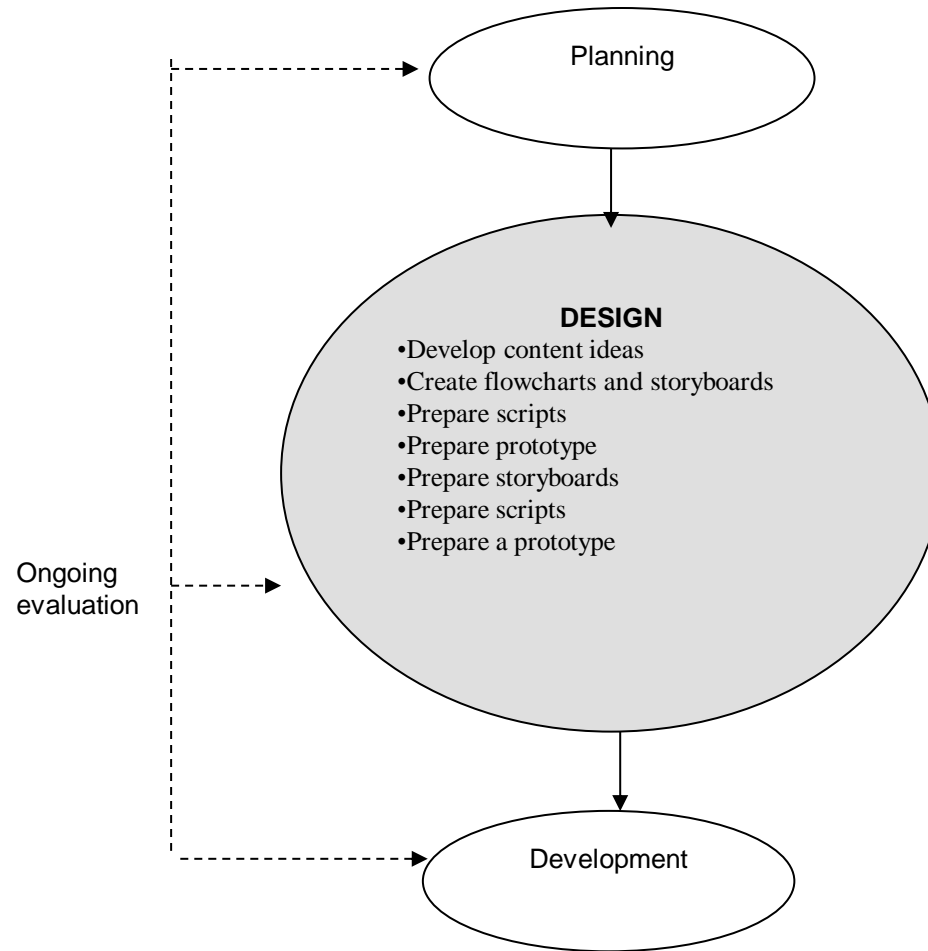 Planning
DESIGN
•Develop content ideas
•Create flowcharts and storyboards
•Prepare scripts
•Prepare prototype
•Prepare storyboards
•Prepare scripts
•Prepare a prototype
Ongoing
evaluation
Development